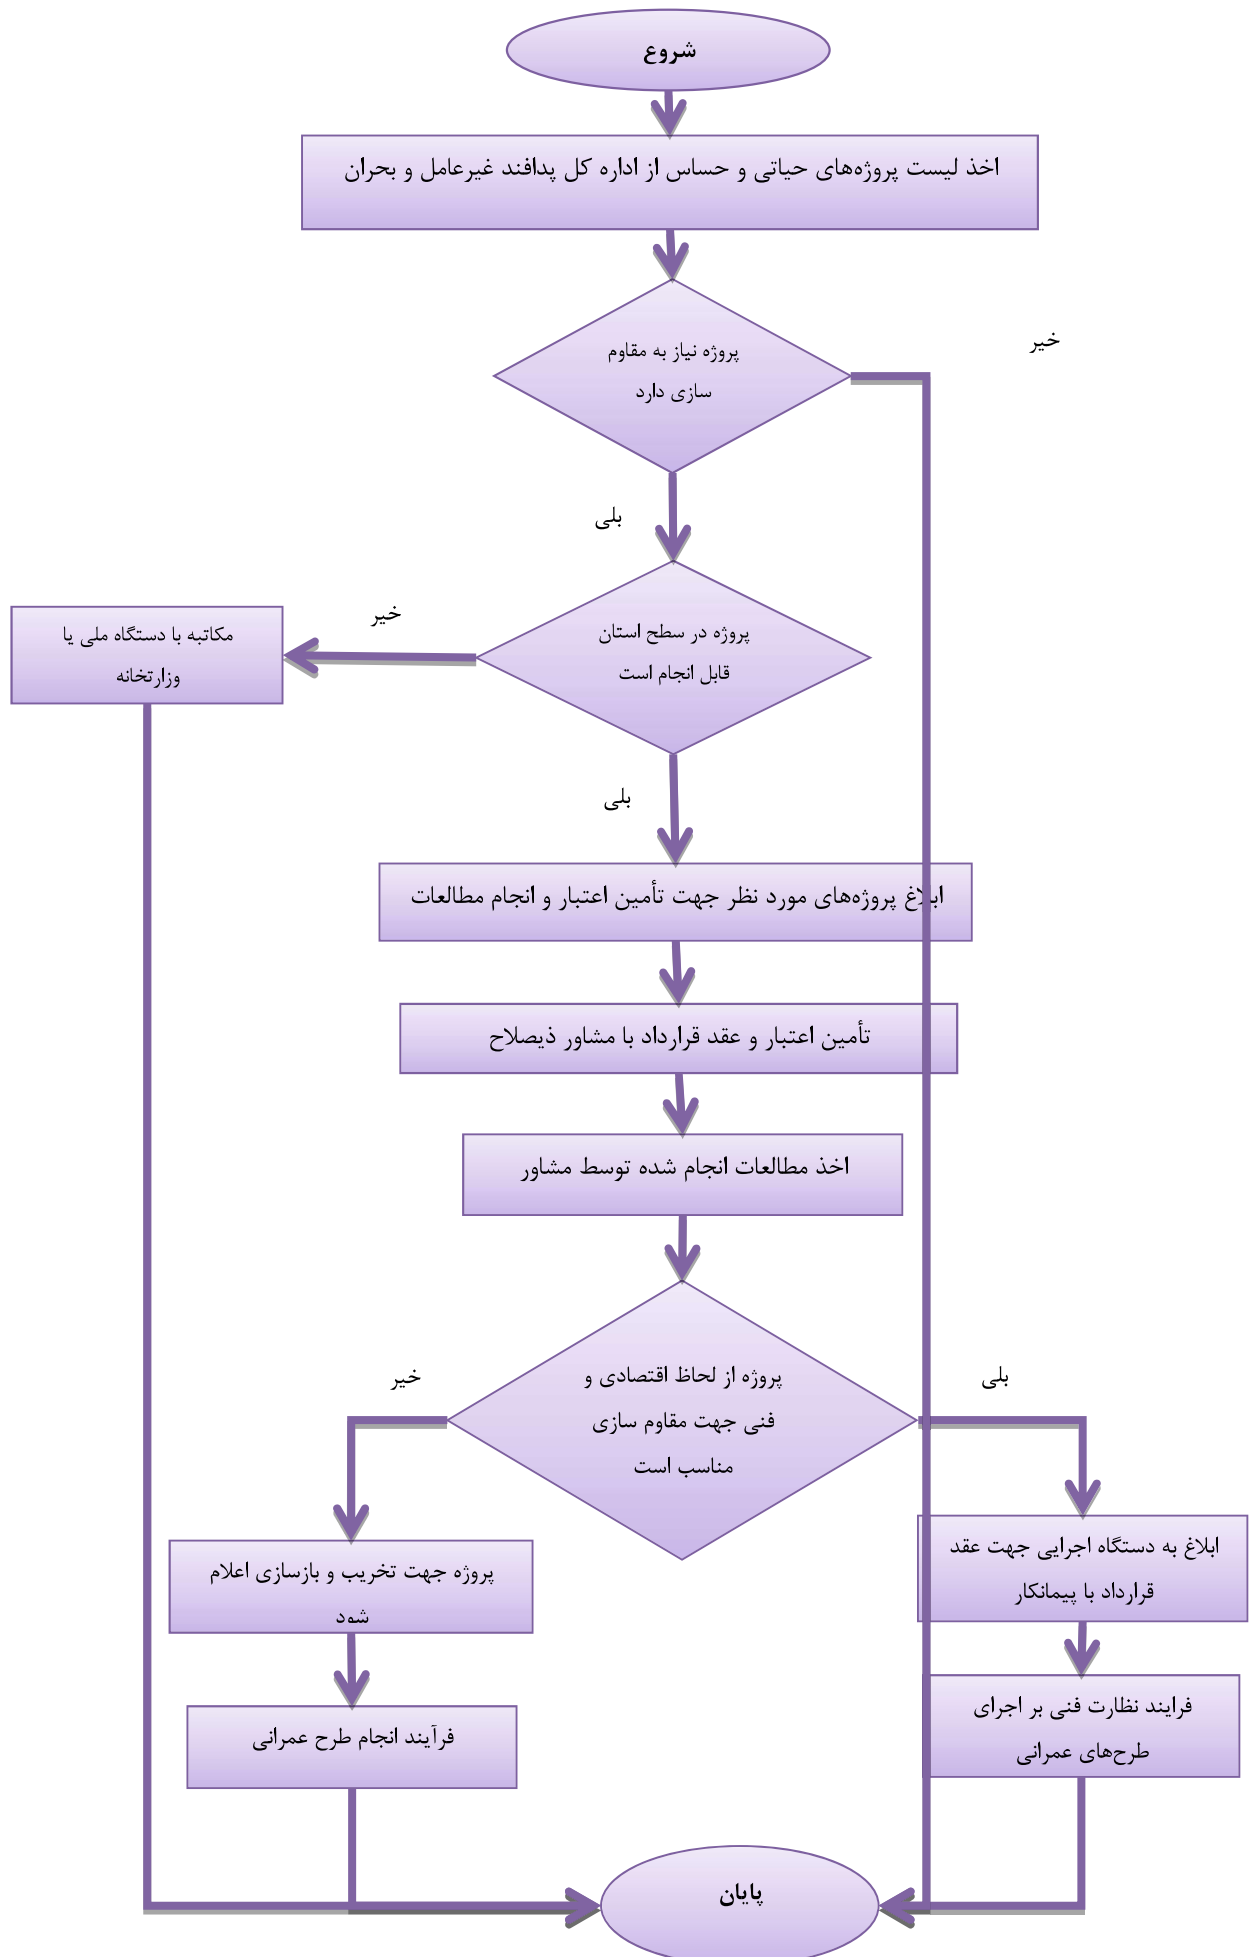 شروع
اخذ لیست پروژه‌های حیاتی و حساس از اداره کل پدافند غیرعامل و بحران
پروژه نیاز به مقاوم
سازی دارد
خیر
بلی
پروژه در سطح استان
قابل انجام است
خیر
مکاتبه با دستگاه ملی یا
وزارتخانه
بلی
ابلاغ پروژه‌های مورد نظر جهت تأمین اعتبار و انجام مطالعات
تأمین اعتبار و عقد قرارداد با مشاور ذیصلاح
اخذ مطالعات انجام شده توسط مشاور
پروژه از لحاظ اقتصادی و
فنی جهت مقاوم سازی
مناسب است
بلی
خیر
ابلاغ به دستگاه اجرایی جهت عقد
قرارداد با پیمانکار
پروژه جهت تخریب و بازسازی اعلام
شود
فرایند نظارت فنی بر اجرای
طرح‌های عمرانی
فرآیند انجام طرح عمرانی
پایان